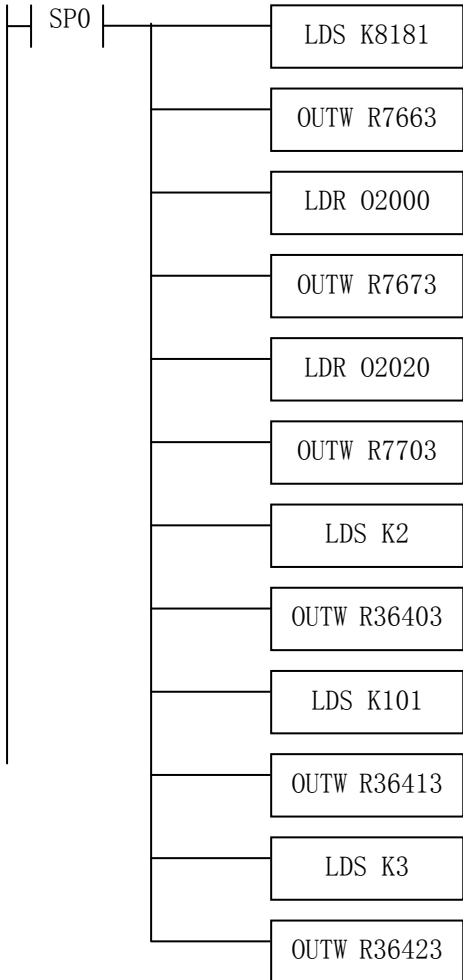 SP0
LDS K8181
OUTW R7663
LDR O2000
OUTW R7673
LDR O2020
OUTW R7703
LDS K2
OUTW R36403
LDS K101
OUTW R36413
LDS K3
OUTW R36423